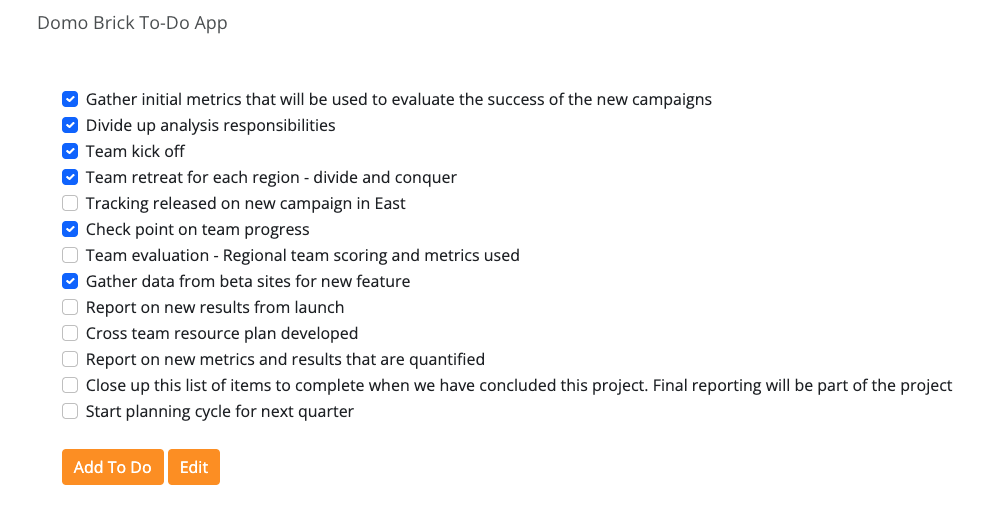 Domo Brick To-Do App
Gather initial metrics that will be used to evaluate the success of the new campaigns
Divide up analysis responsibilities
Team kick off
Team retreat for each region - divide and conquer
Tracking released on new campaign in East
Check point on team progress
Team evaluation - Regional team scoring and metrics used
Gather data from beta sites for new feature
Report on new results from launch
Cross team resource plan developed
Report on new metrics and results that are quantified
Close up this list of items to complete when we have concluded this project. Final reporting will be part of the project
Start planning cycle for next quarter
Add To Do Edit